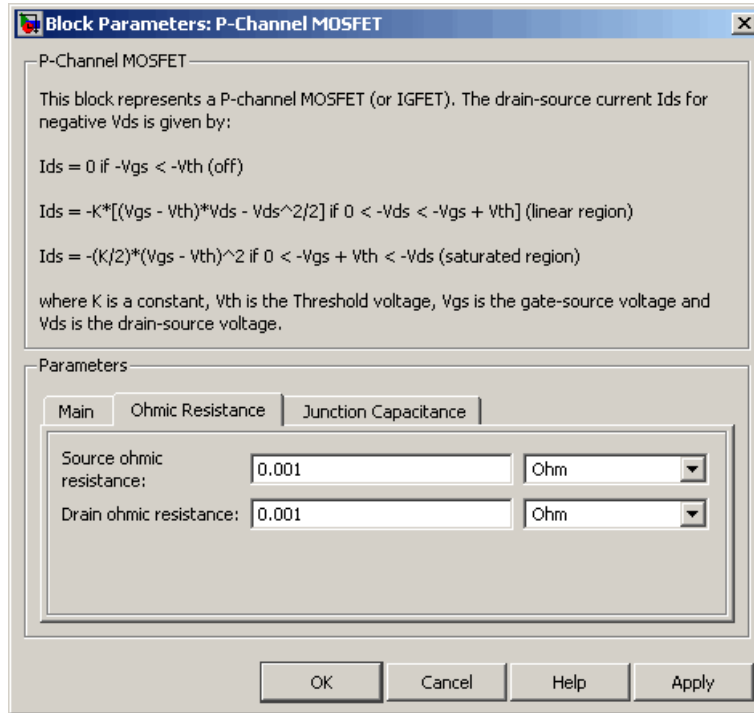 Block Parameters: P-Channel MOSFET
P-Channel MOSFET
This block represents a P-channel MOSFET (or IGFET). The drain-source current Ids for
negative Vds is given by:
Ids = 0 if -Vgs < -Vth (off)
Ids = -K*[(Vgs - Vth)*Vds - Vds^2/2] if 0 < -Vds < -Vgs + Vth] (linear region)
Ids = -(K/2)*(Vgs - Vth)^2 if 0 < -Vgs + Vth < -Vds (saturated region)
where K is a constant, Vth is the Threshold voltage, Vgs is the gate-source voltage and
Vds is the drain-source voltage.
Parameters
Main Ohmic Resistance Junction Capacitance
Source ohmic
resistance: 0.001 Ohm
Drain ohmic resistance: 0.001 Ohm
OK Cancel Help Apply